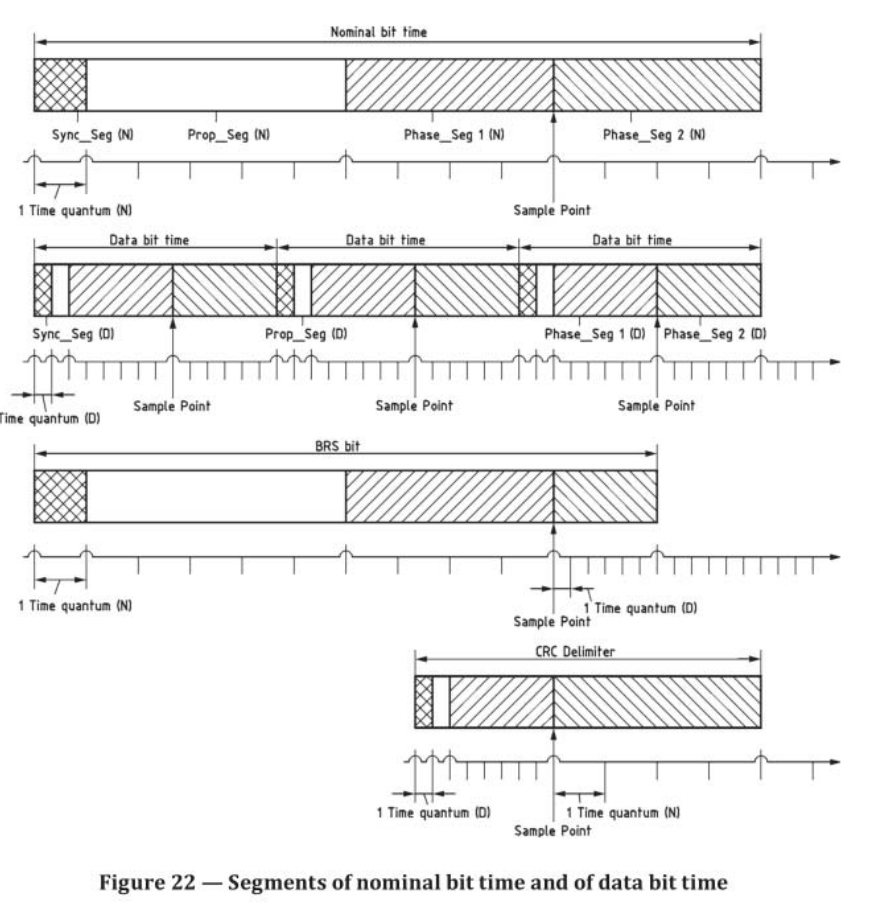 Nominal bit time
Sync_Seg (N) Prop_Seg (N) Phase_Seg 1 (N) Phase_Seg 2 (N)
1 Time quantum (N) Sample Point
Data bit time Data bit time Data bit time
Sync_Seg (D) Prop_Seg (D) Phase_Seg 1 (D) Phase_Seg 2 (D)
Sample Point Sample Point Sample Point
Time quantum (D)
BRS bit
1 Time quantum (N) 1 Time quantum (D)
Sample Point
CRC Delimiter
1 Time quantum (D) 1 Time quantum (N)
Sample Point
Figure 22 — Segments of nominal bit time and of data bit time